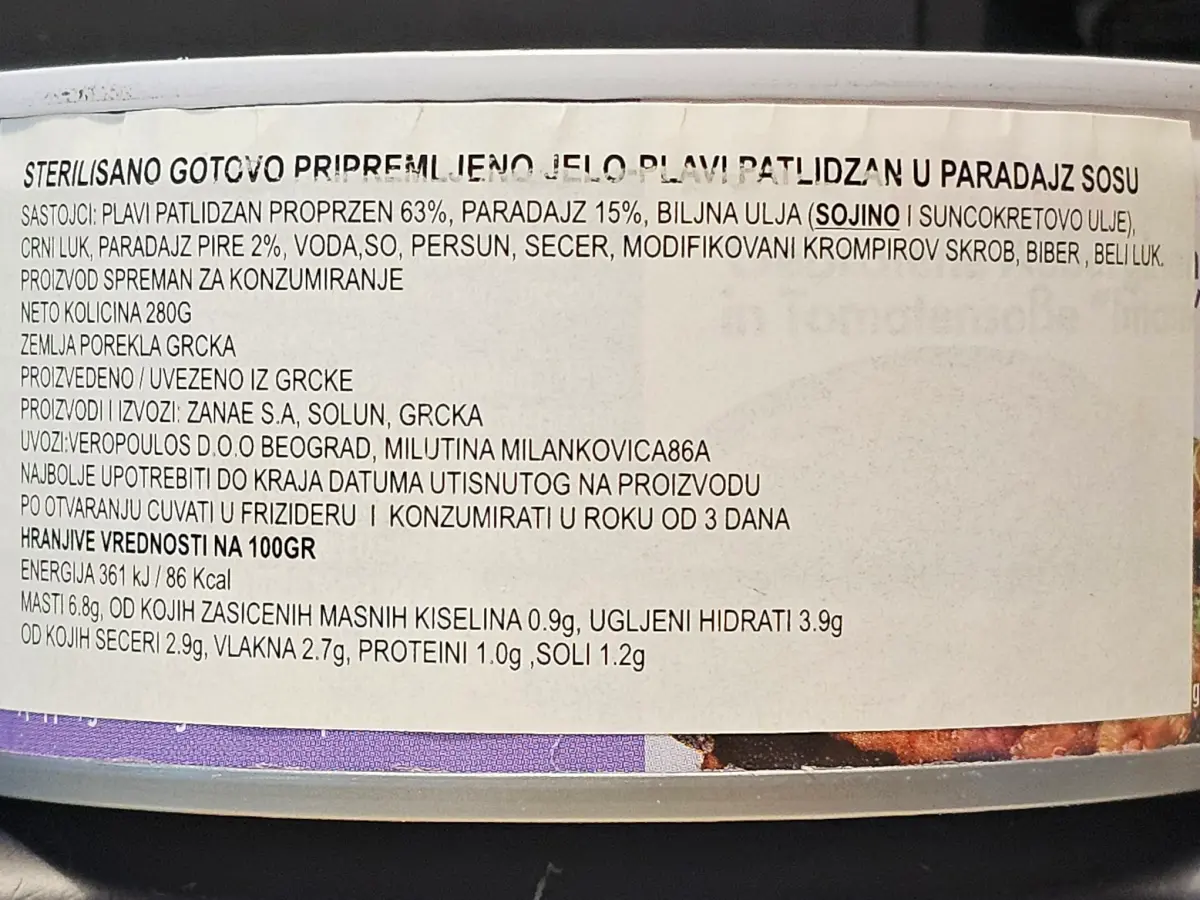 STERILISANO GOTOVO PRIPREMLJENO JELO-PLAVI PATLIDZAN U PARADAJZ SOSU
SASTOJCI: PLAVI PATLIDZAN PROPRZEN 63%, PARADAJZ 15%, BILJNA ULJA (SOJINO I SUNCOKRETOVO ULJE),
CRNI LUK, PARADAJZ PIRE 2%, VODA,SO, PERSUN, SECER, MODIFIKOVANI KROMPIROV SKROB, BIBER , BELI LUK.
PROIZVOD SPREMAN ZA KONZUMIRANJE
NETO KOLICINA 280G
ZEMLJA POREKLA GRCKA
PROIZVEDENO / UVEZENO IZ GRCKE
PROIZVODI I IZVOZI: ZANAE S.A, SOLUN, GRCKA
UVOZI:VEROPOULOS D.O.O BEOGRAD, MILUTINA MILANKOVICA86A
NAJBOLJE UPOTREBITI DO KRAJA DATUMA UTISNUTOG NA PROIZVODU
PO OTVARANJU CUVATI U FRIZIDERU I KONZUMIRATI U ROKU OD 3 DANA
HRANJIVE VREDNOSTI NA 100GR
ENERGIJA 361 kJ / 86 Kcal
MASTI 6.8g, OD KOJIH ZASICENIH MASNIH KISELINA 0.9g, UGLJENI HIDRATI 3.9g
OD KOJIH SECERI 2.9g, VLAKNA 2.7g, PROTEINI 1.0g ,SOLI 1.2g
in Tomatensoße